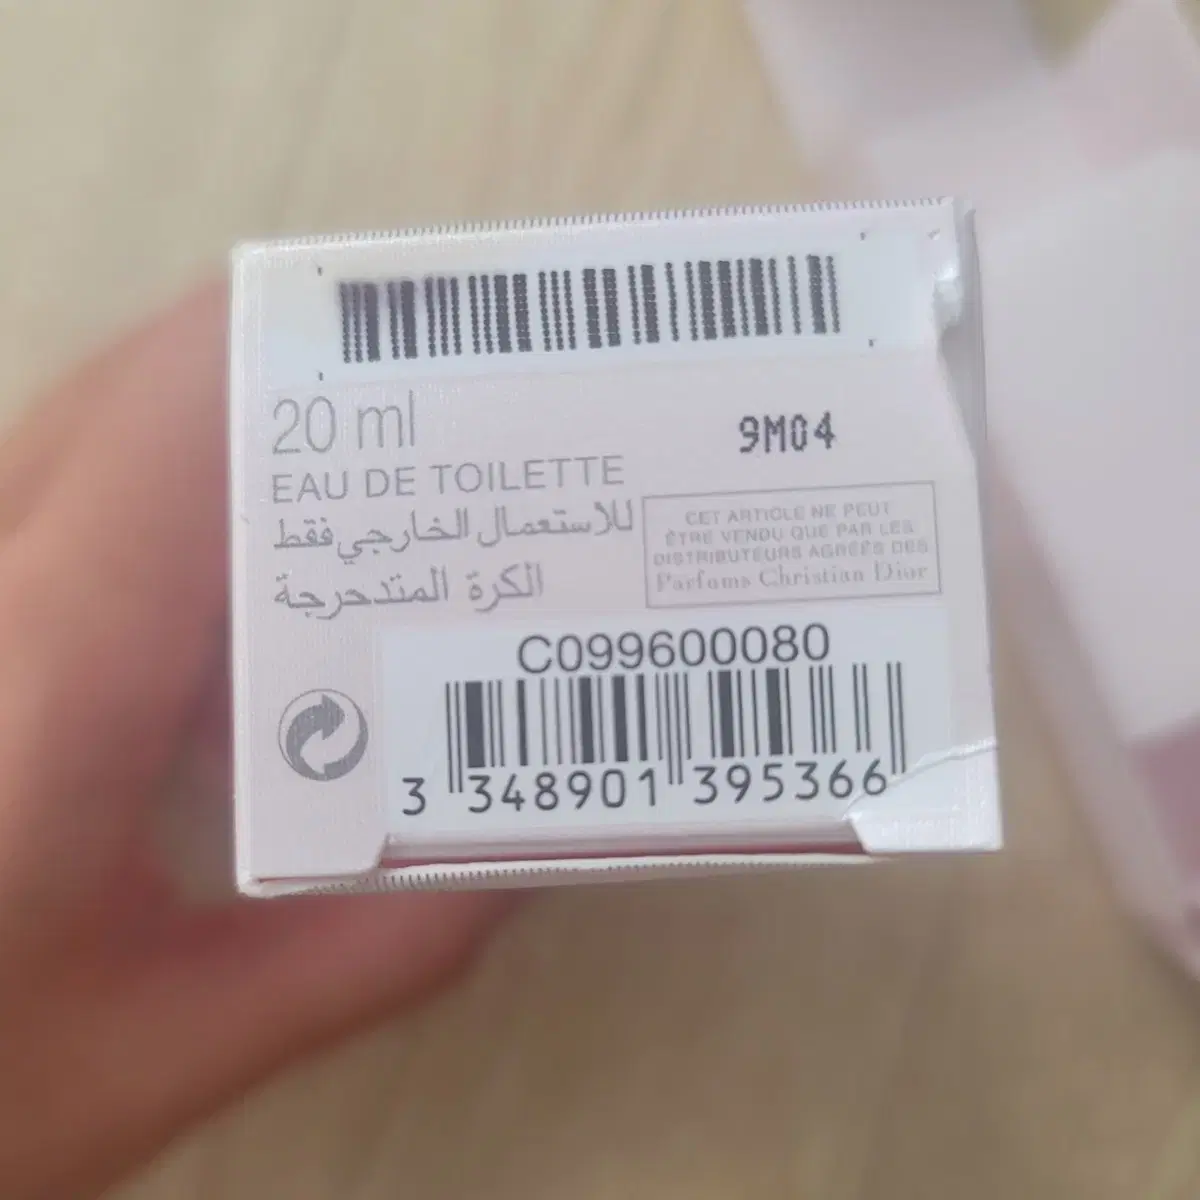 20 ml
9M04
EAU DE TOILETTE
للاستعمال الخارجي فقط
الكرة المتدحرجة
CET ARTICLE NE PEUT
ÊTRE VENDU QUE PAR LES
DISTRIBUTEURS AGRÉÉS DES
Parfums Christian Dior
C099600080
3 348901 395366